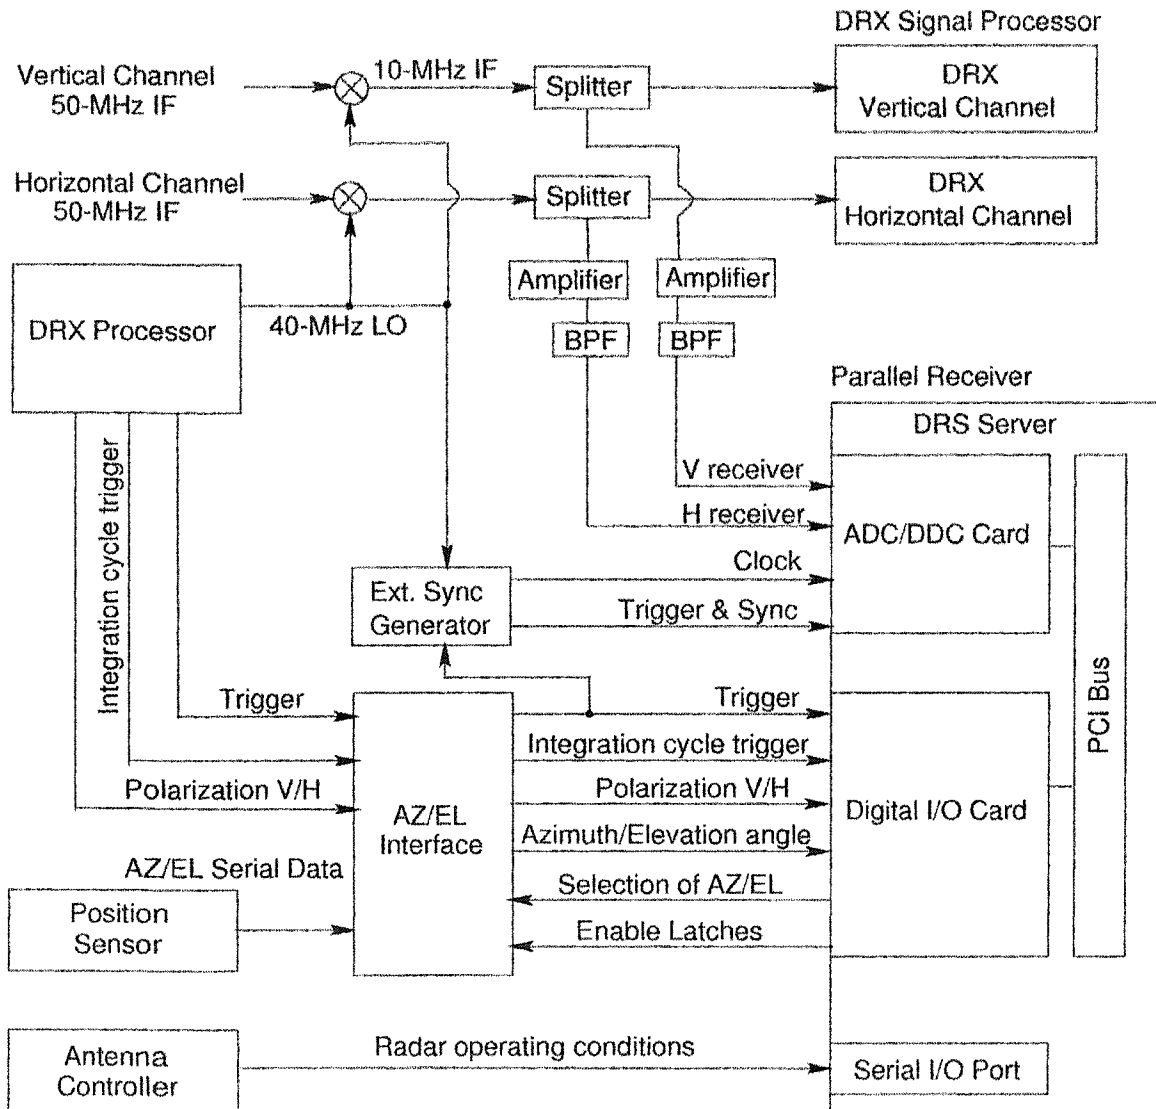 DRX Signal Processor
Vertical Channel
50-MHz IF
10-MHz IF
Splitter
DRX
Vertical Channel
Horizontal Channel
50-MHz IF
Splitter
DRX
Horizontal Channel
Amplifier
Amplifier
DRX Processor
40-MHz LO
BPF
BPF
Parallel Receiver
DRS Server
Integration cycle trigger
V receiver
H receiver
ADC/DDC Card
Clock
Ext. Sync
Generator
Trigger & Sync
PCI Bus
Trigger
Trigger
Integration cycle trigger
Polarization V/H
Polarization V/H
AZ/EL
Interface
Digital I/O Card
Azimuth/Elevation angle
AZ/EL Serial Data
Selection of AZ/EL
Position
Sensor
Enable Latches
Radar operating conditions
Antenna
Controller
Serial I/O Port